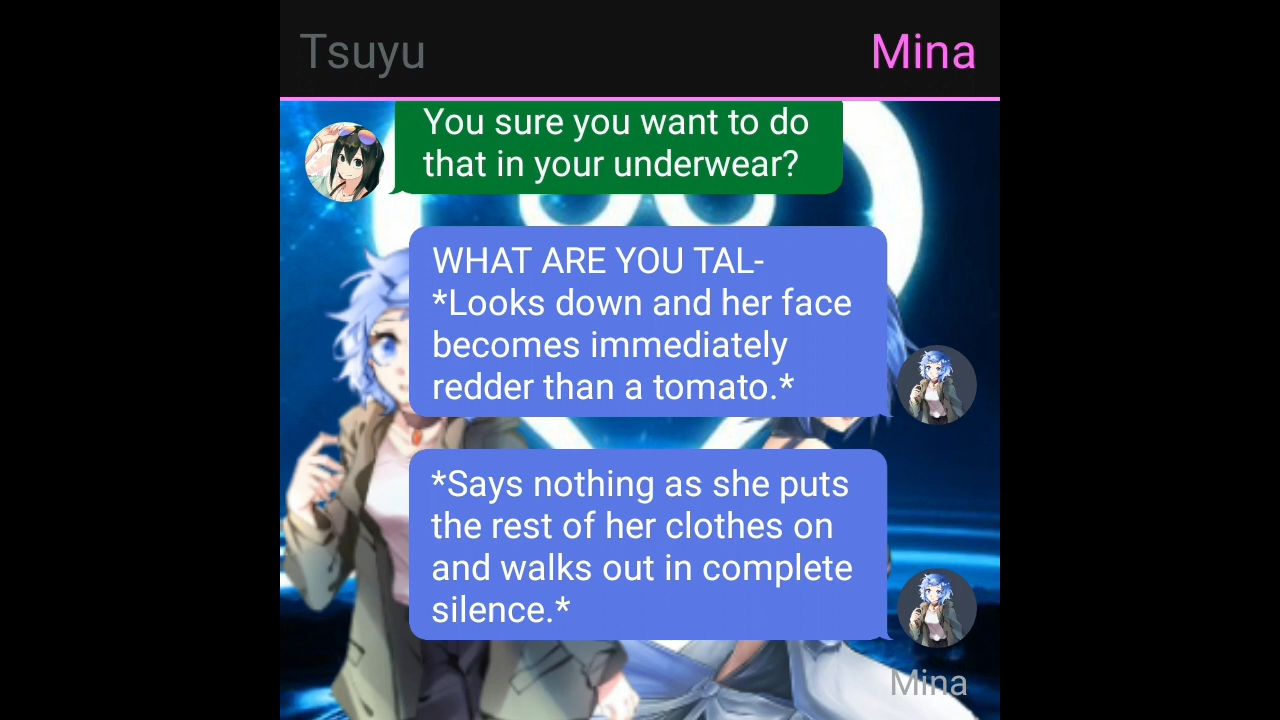 Tsuyu
Mina
You sure you want to do
that in your underwear?
WHAT ARE YOU TAL-
*Looks down and her face
becomes immediately
redder than a tomato.*
*Says nothing as she puts
the rest of her clothes on
and walks out in complete
silence.*
Mina